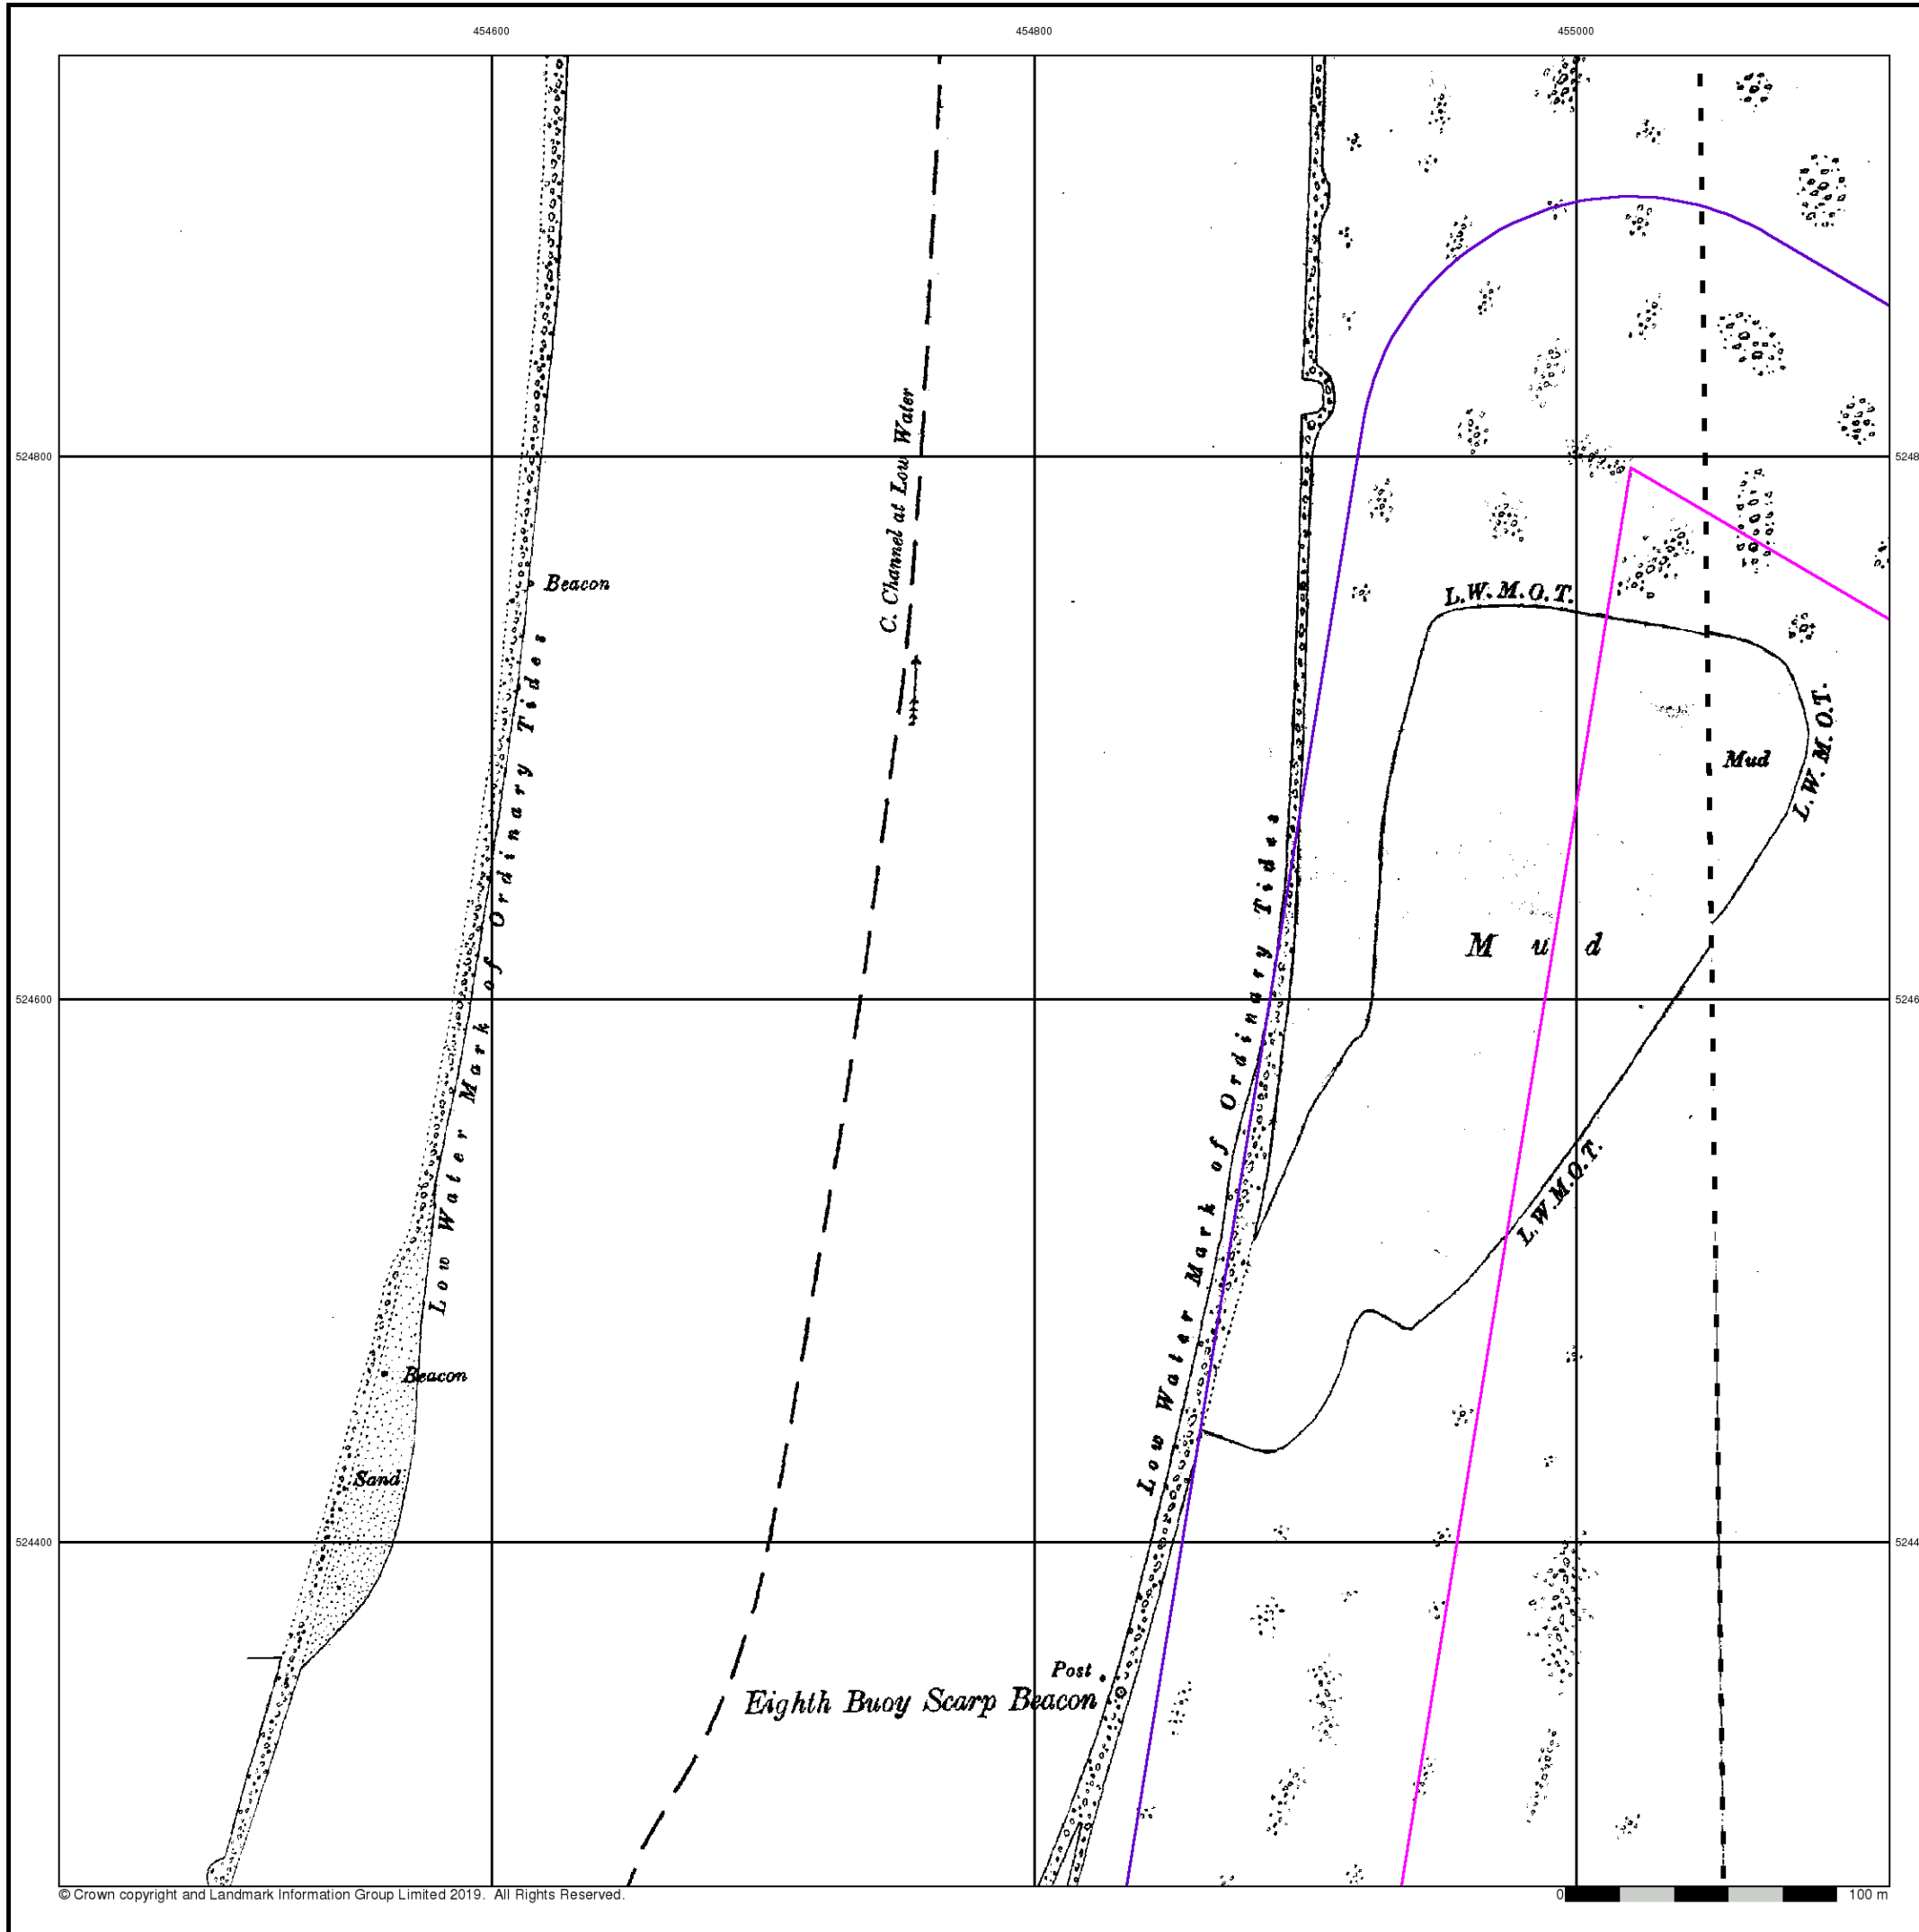 454600 454800 455000
524800 5248
C. Channel at Low Water
Beacon
L.W.M.O.T.
Low Water Mark of Ordinary Tides
L.W.M.O.T.
Mud
Low Water Mark of Ordinary Tides
Mud
524600 5246
L.W.M.O.T.
Beacon
Sand
524400 5244
Post
Eighth Buoy Scarp Beacon
© Crown copyright and Landmark Information Group Limited 2019. All Rights Reserved.
0 100 m